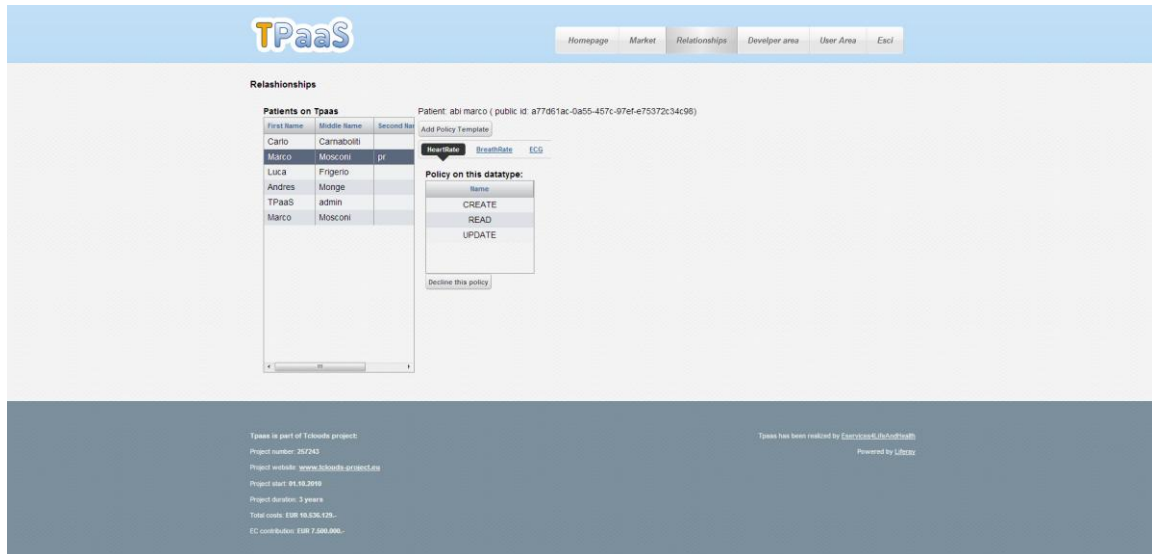 TPaaS
Homepage Market Relationships Develper area User Area Esci
Relashionships
Patients on Tpaas
First Name Middle Name Second Nar
Carlo Carnaboliti
Marco Mosconi pr
Luca Frigerio
Andres Monge
TPaaS admin
Marco Mosconi
Patient: abi marco ( public id: a77d61ac-0a55-457c-97ef-e75372c34c98)
Add Policy Template
HeartRate BreathRate ECG
Policy on this datatype:
Name
CREATE
READ
UPDATE
Decline this policy
Tpaas is part of Tclouds project:
Project number: 257243
Project website: www.tclouds-project.eu
Project start: 01.10.2010
Project duration: 3 years
Total costs: EUR 10.536.129,-
EC contribution: EUR 7.500.000,-
Tpaas has been realized by Eservices4LifeAndHealth
Powered by Liferay